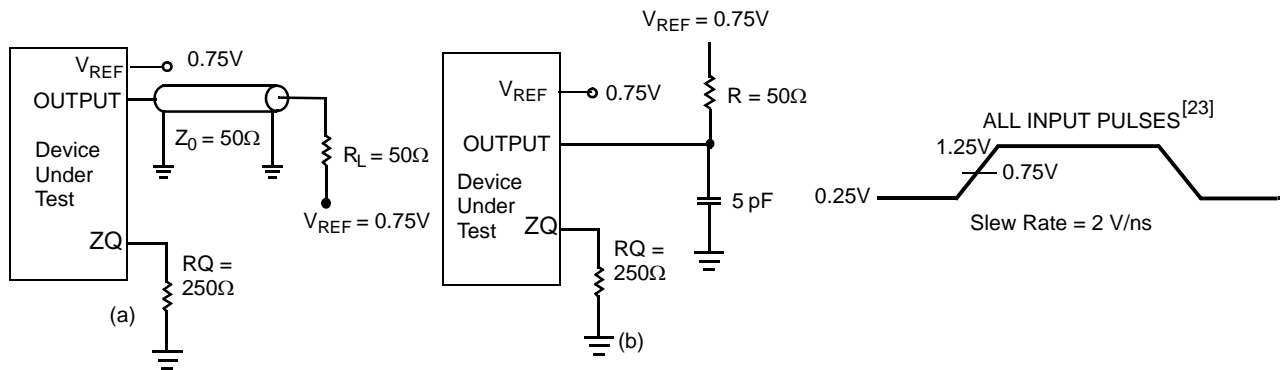 V_REF 0.75V
OUTPUT
Z_0 = 50Ω
Device
Under
Test
R_L = 50Ω
V_REF = 0.75V
ZQ
RQ =
250Ω
(a)
V_REF = 0.75V
V_REF 0.75V
R = 50Ω
OUTPUT
Device
Under
Test
5 pF
ZQ
RQ =
250Ω
(b)
ALL INPUT PULSES[23]
1.25V
0.75V
0.25V
Slew Rate = 2 V/ns